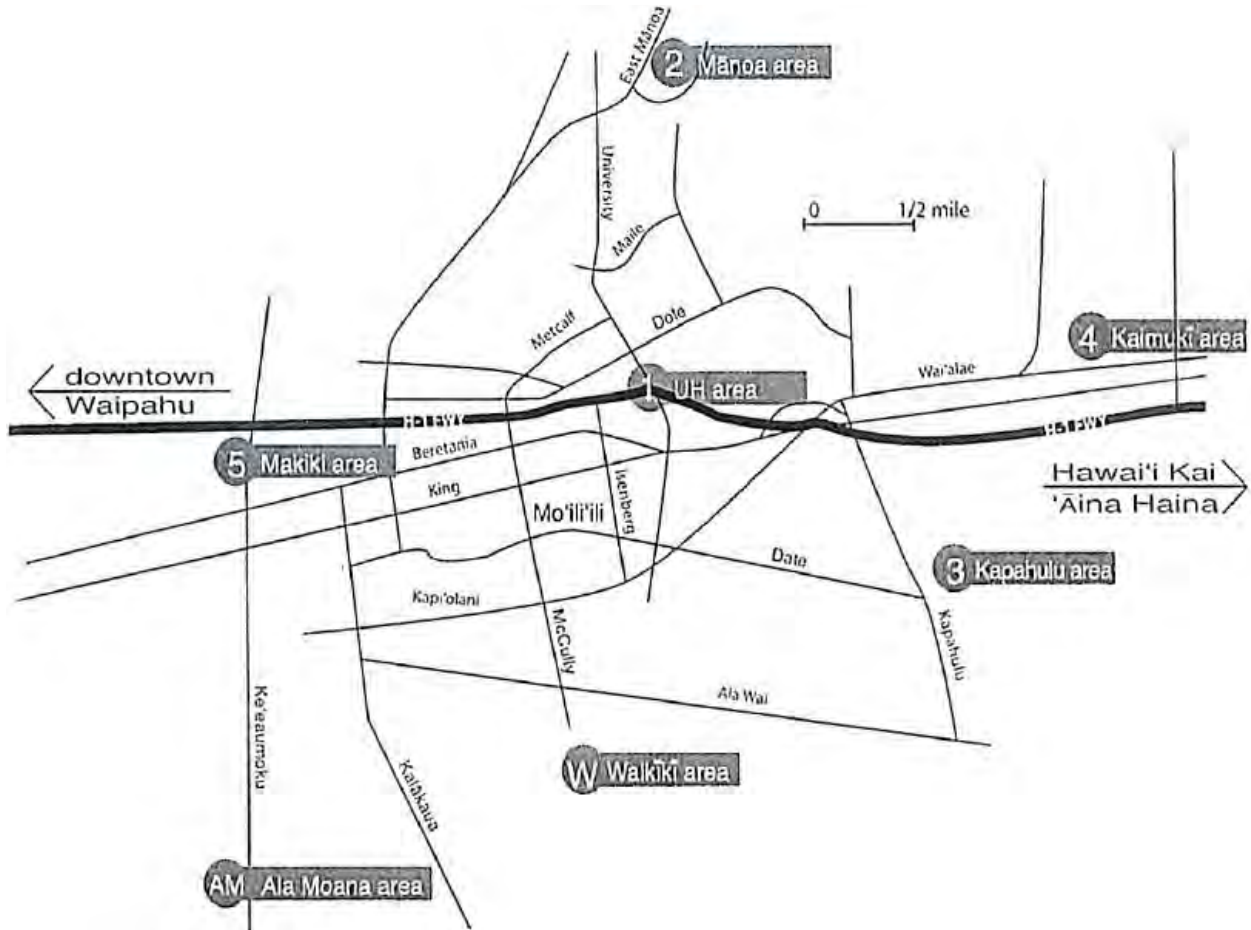 East Mānoa
2 Mānoa area
University
0 1/2 mile
Maile
Metcalf
Dole
4 Kaimukī area
Wai'alae
downtown
Waipahu
1 UH area
H-1 FWY
H-1 FWY
Beretania
5 Makiki area
King
Isenberg
Mo'ili'ili
Hawai'i Kai
'Āina Haina
Date
3 Kapahulu area
Kapi'olani
McCully
Kapahulu
Ala Wai
Ke'eaumoku
W Waikīkī area
Kalākaua
AM Ala Moana area